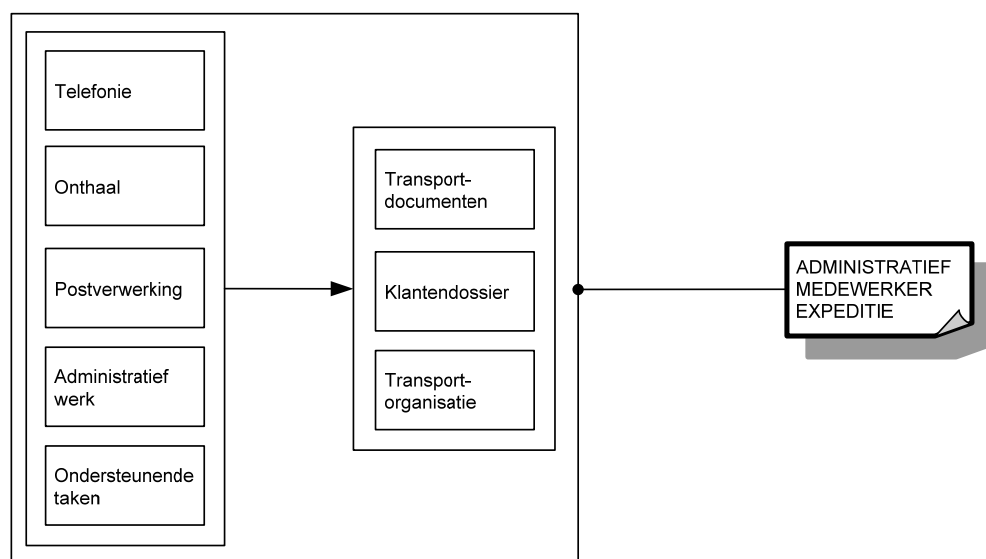 Telefonie
Onthaal
Postverwerking
Administratief
werk
Ondersteunende
taken
Transport-
documenten
Klantendossier
Transport-
organisatie
ADMINISTRATIEF
MEDEWERKER
EXPEDITIE